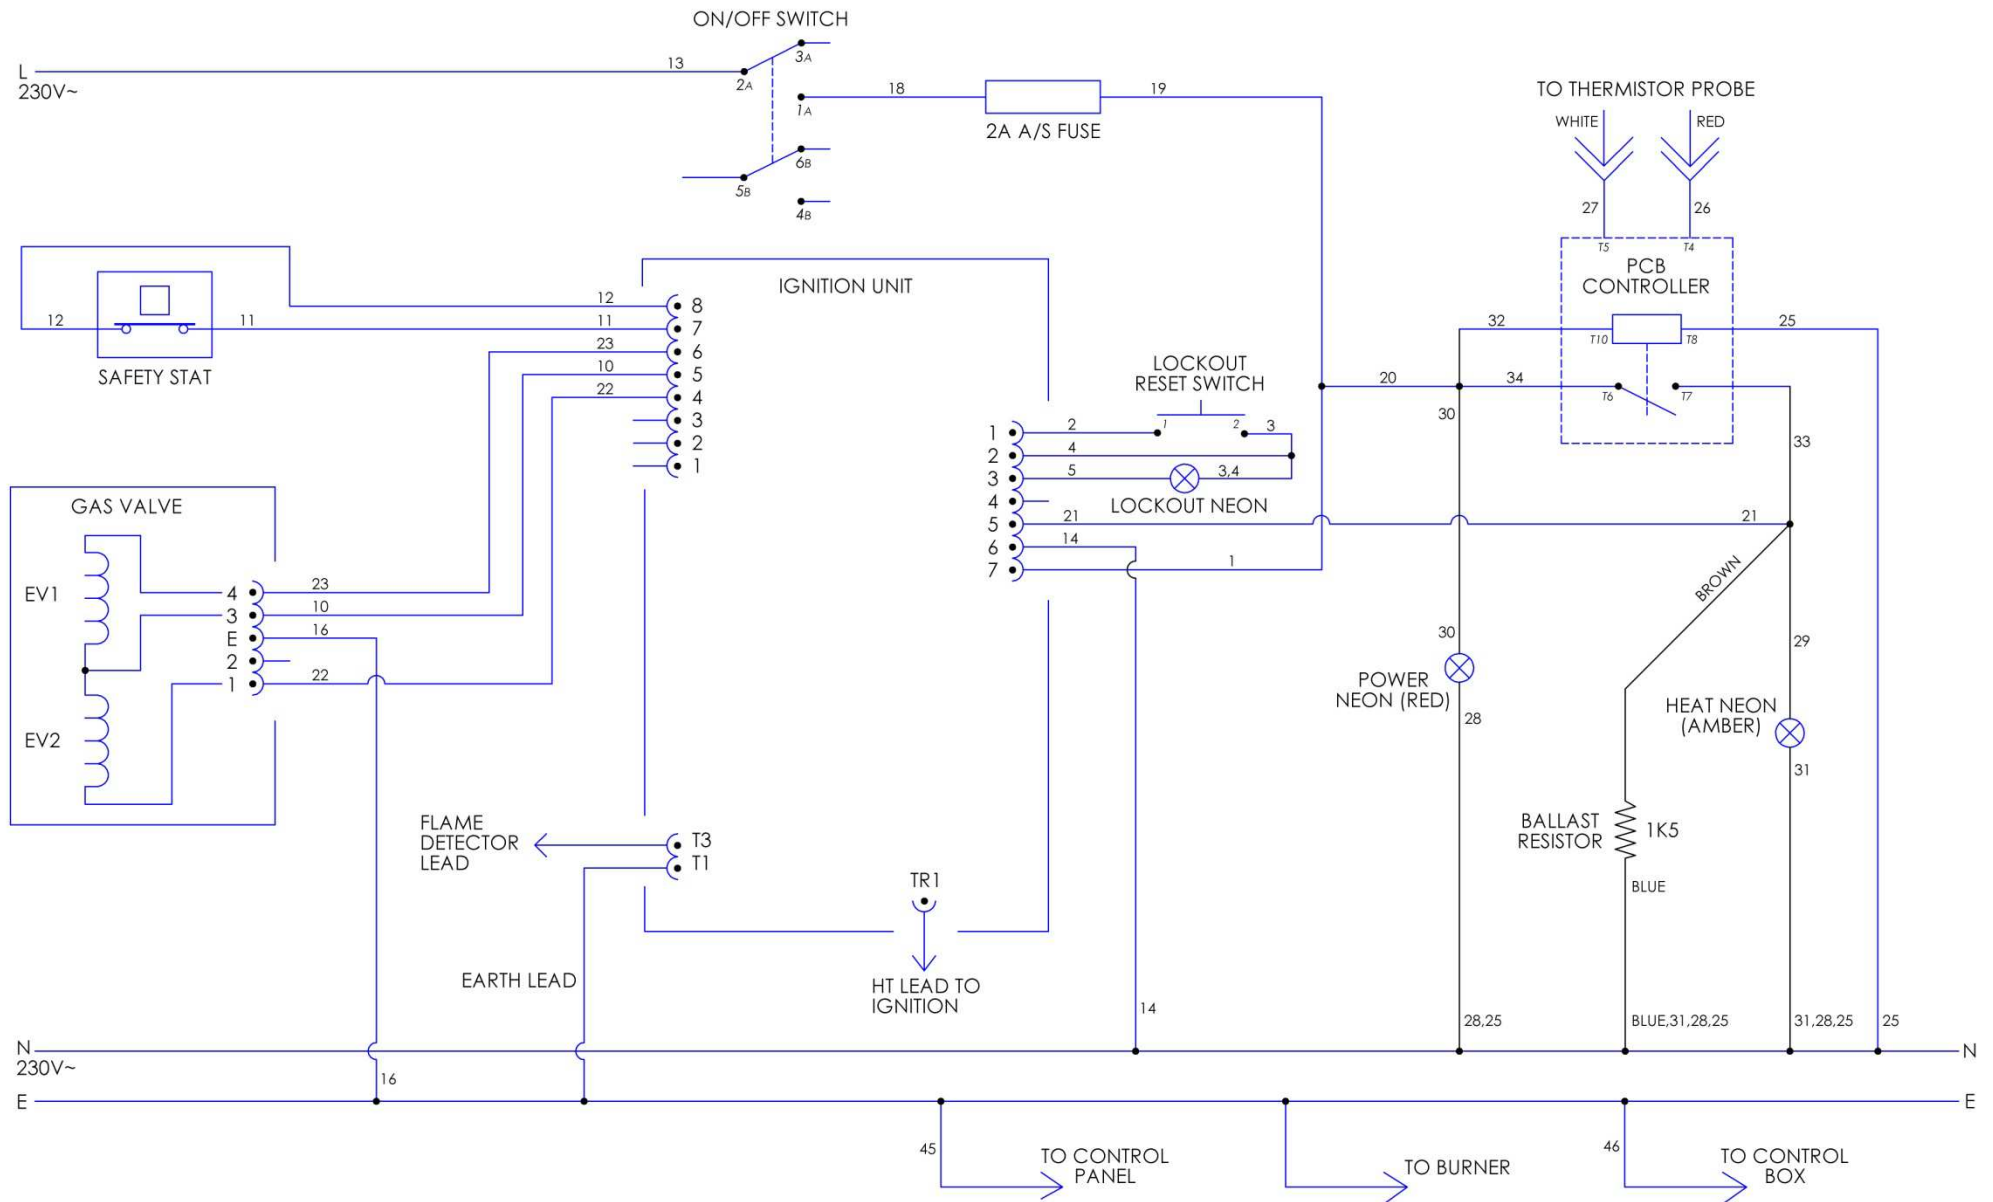 ON/OFF SWITCH
L
230V~
13
2A
3A
1A
18
2A A/S FUSE
19
5B
6B
4B
TO THERMISTOR PROBE
WHITE
RED
27
26
T5
T4
PCB
CONTROLLER
32
T10
T8
25
20
34
T6
T7
30
33
12
11
SAFETY STAT
IGNITION UNIT
12
8
11
7
23
6
10
5
22
4
3
2
1
LOCKOUT
RESET SWITCH
1
2
1
2
3
2
4
3
5
3,4
LOCKOUT NEON
4
5
21
21
6
14
7
1
GAS VALVE
EV1
EV2
4
23
3
10
E
16
2
1
22
BROWN
30
29
POWER
NEON (RED)
28
HEAT NEON
(AMBER)
31
BALLAST
RESISTOR
1K5
BLUE
FLAME
DETECTOR
LEAD
T3
T1
TR1
EARTH LEAD
HT LEAD TO
IGNITION
14
28,25
BLUE,31,28,25
31,28,25
25
N
230V~
N
16
E
E
45
TO CONTROL
PANEL
TO BURNER
46
TO CONTROL
BOX